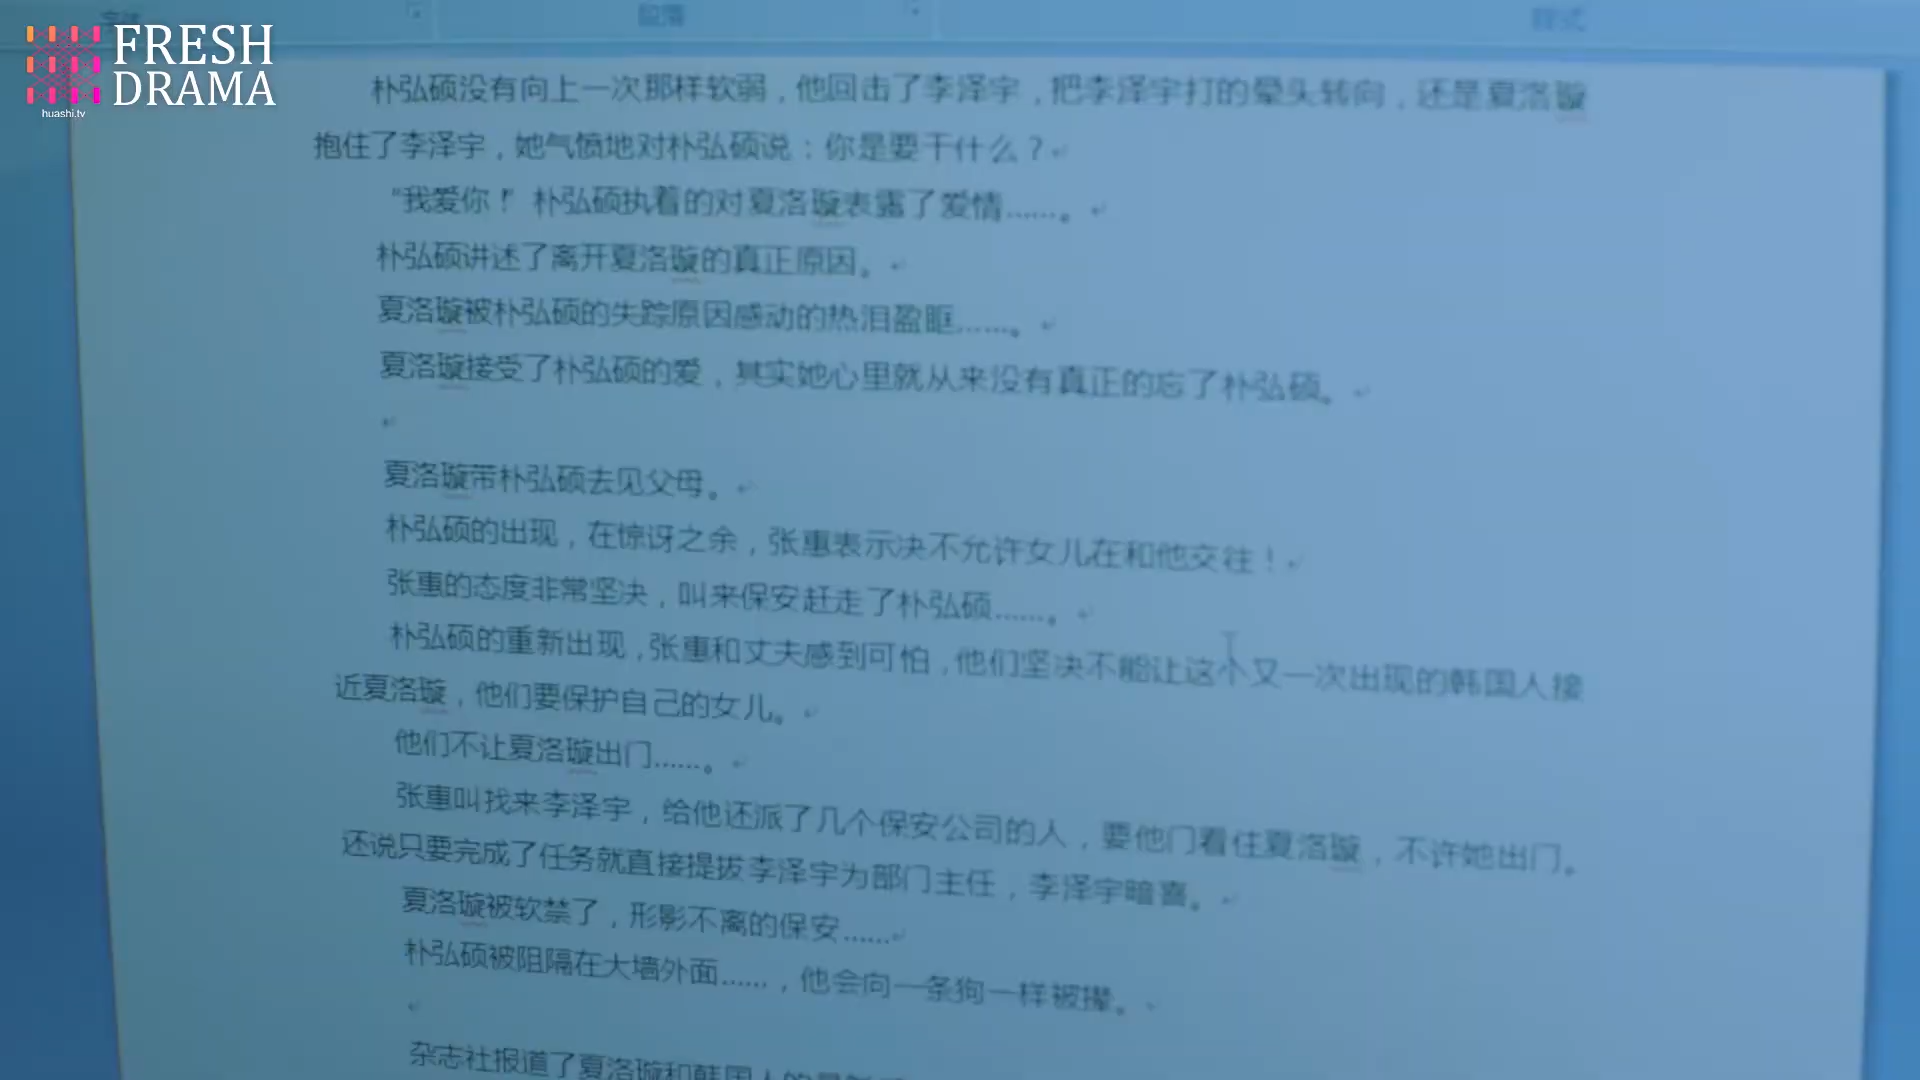 FRESH
DRAMA
huashi.tv
段落
样式
朴弘硕没有向上一次那样软弱，他回击了李泽宇，把李泽宇打的晕头转向，还是夏洛璇
抱住了李泽宇，她气愤地对朴弘硕说：你是要干什么？
“我爱你！”朴弘硕执着的对夏洛璇表露了爱情……。
朴弘硕讲述了离开夏洛璇的真正原因。
夏洛璇被朴弘硕的失踪原因感动的热泪盈眶……。
夏洛璇接受了朴弘硕的爱，其实她心里就从来没有真正的忘了朴弘硕。
夏洛璇带朴弘硕去见父母。
朴弘硕的出现，在惊讶之余，张惠表示决不允许女儿在和他交往！
张惠的态度非常坚决，叫来保安赶走了朴弘硕……。
朴弘硕的重新出现，张惠和丈夫感到可怕，他们坚决不能让这个又一次出现的韩国人接
近夏洛璇，他们要保护自己的女儿。
他们不让夏洛璇出门……。
张惠叫找来李泽宇，给他还派了几个保安公司的人，要他门看住夏洛璇，不许她出门。
还说只要完成了任务就直接提拔李泽宇为部门主任，李泽宇暗喜。
夏洛璇被软禁了，形影不离的保安……
朴弘硕被阻隔在大墙外面……，他会向一条狗一样被撵。
杂志社报道了夏洛璇和韩国人的